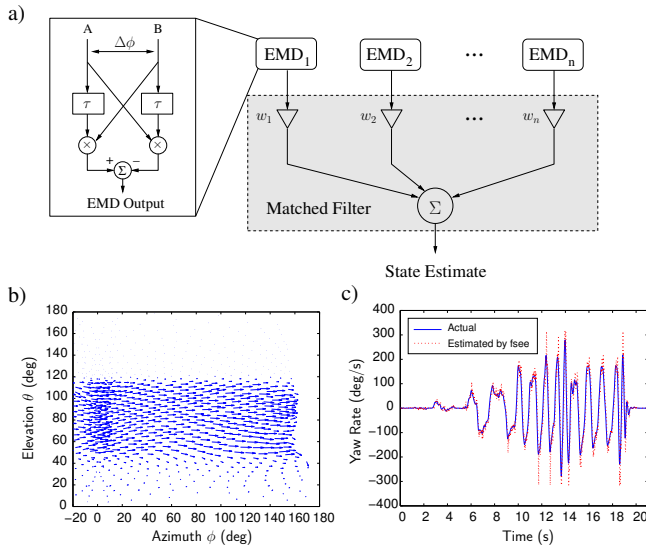 a)
A B
Δϕ
τ τ
× ×
+ Σ −
EMD Output
EMD1 EMD2 ... EMDn
w1 w2 ... wn
Σ
Matched Filter
State Estimate
b)
180
160
140
120
100
80
60
40
20
0
Elevation θ (deg)
−20 0 20 40 60 80 100 120 140 160 180
Azimuth ϕ (deg)
c)
400
300
200
100
0
−100
−200
−300
−400
Yaw Rate (deg/s)
Actual
Estimated by fsee
0 2 4 6 8 10 12 14 16 18 20
Time (s)